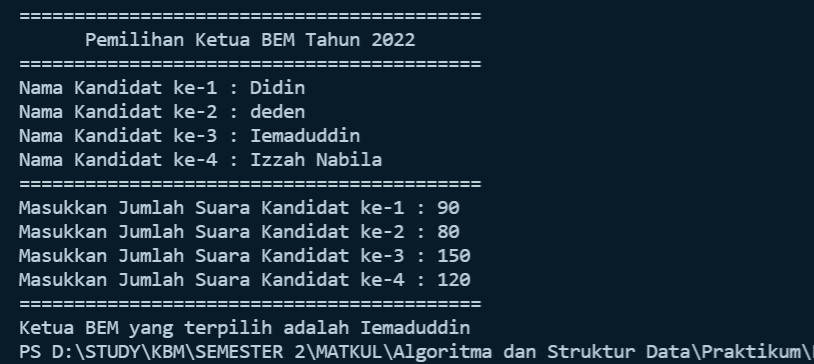 ==========================================
Pemilihan Ketua BEM Tahun 2022
==========================================
Nama Kandidat ke-1 : Didin
Nama Kandidat ke-2 : deden
Nama Kandidat ke-3 : Iemaduddin
Nama Kandidat ke-4 : Izzah Nabila
==========================================
Masukkan Jumlah Suara Kandidat ke-1 : 90
Masukkan Jumlah Suara Kandidat ke-2 : 80
Masukkan Jumlah Suara Kandidat ke-3 : 150
Masukkan Jumlah Suara Kandidat ke-4 : 120
==========================================
Ketua BEM yang terpilih adalah Iemaduddin
PS D:\STUDY\KBM\SEMESTER 2\MATKUL\Algoritma dan Struktur Data\Praktikum\